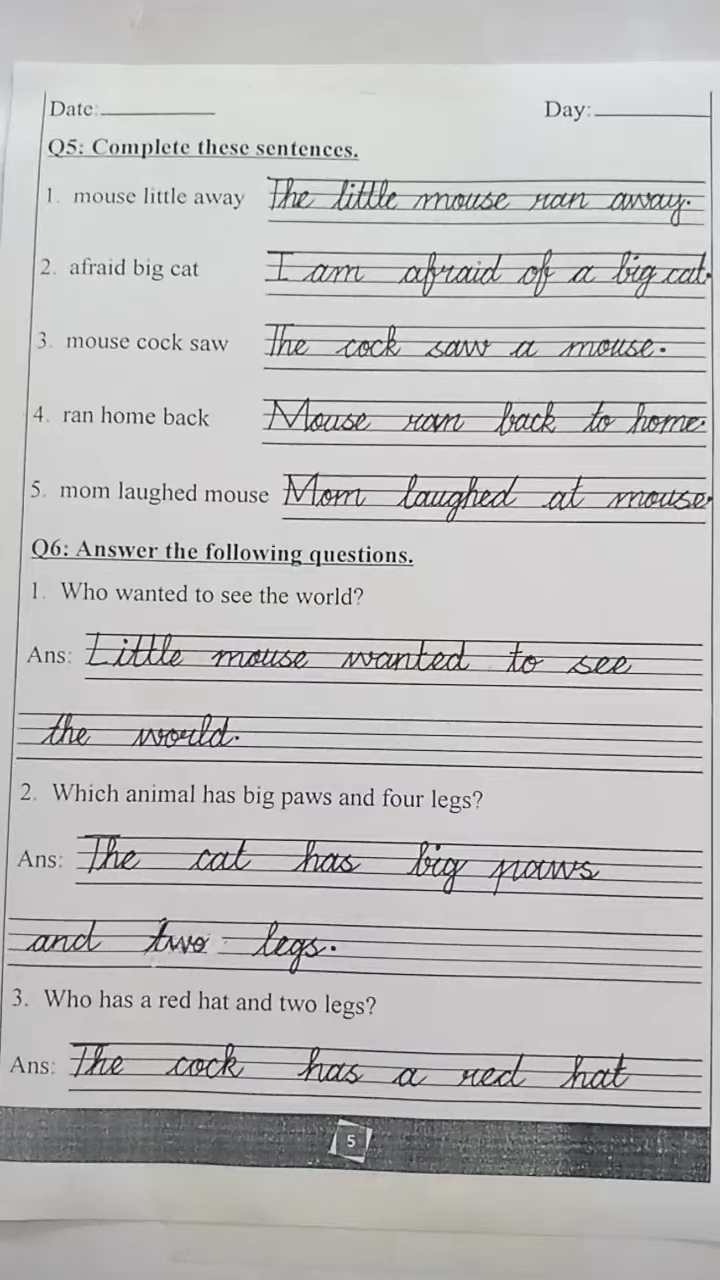 Date: Day:
Q5: Complete these sentences.
1. mouse little away The little mouse ran away.
2. afraid big cat I am afraid of a big cat.
3. mouse cock saw The cock saw a mouse.
4. ran home back Mouse ran back to home.
5. mom laughed mouse Mom laughed at mouse
Q6: Answer the following questions.
1. Who wanted to see the world?
Ans: Little mouse wanted to see
the world.
2. Which animal has big paws and four legs?
Ans: The cat has big paws
and two legs.
3. Who has a red hat and two legs?
Ans: The cock has a red hat
5